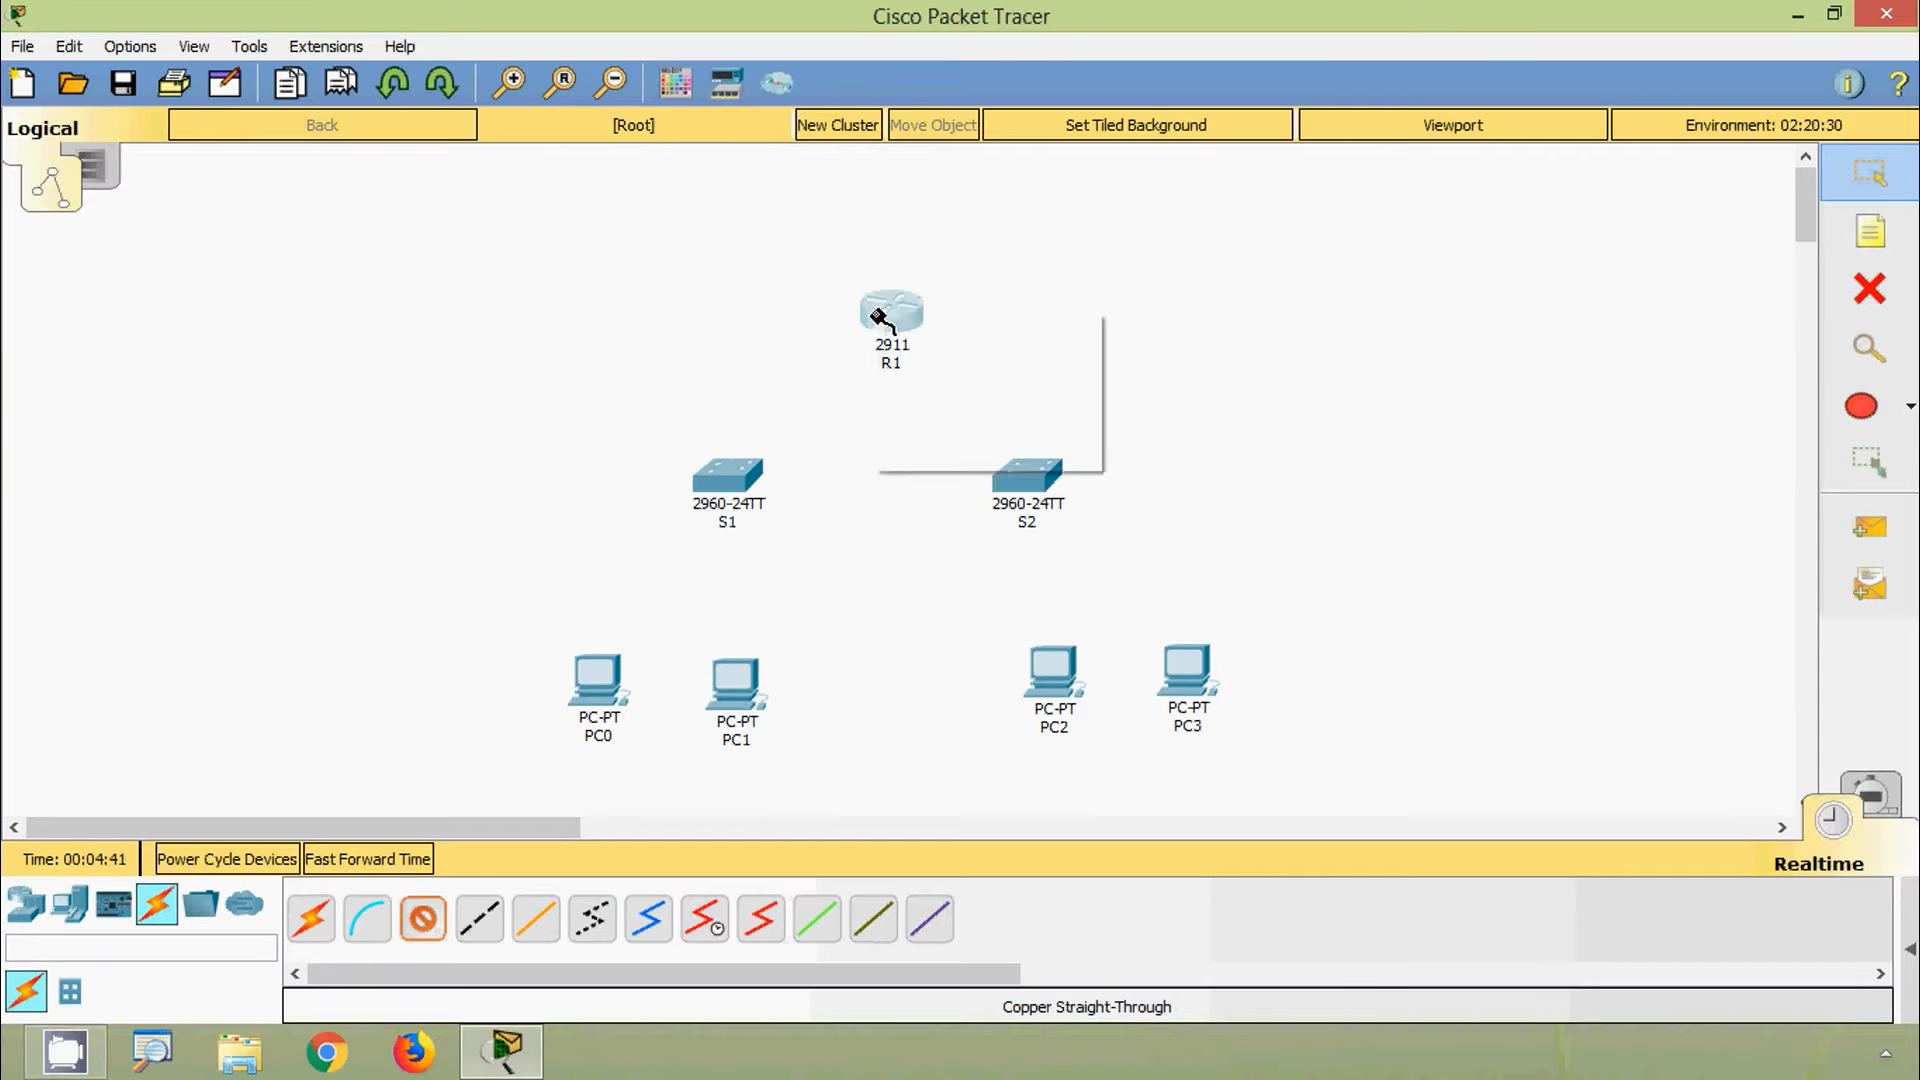 Cisco Packet Tracer
File Edit Options View Tools Extensions Help
Logical Back [Root] New Cluster Move Object Set Tiled Background Viewport Environment: 02:20:30
2911
R1
2960-24TT
S1
2960-24TT
S2
PC-PT
PC0
PC-PT
PC1
PC-PT
PC2
PC-PT
PC3
Time: 00:04:41 Power Cycle Devices Fast Forward Time
Realtime
Copper Straight-Through